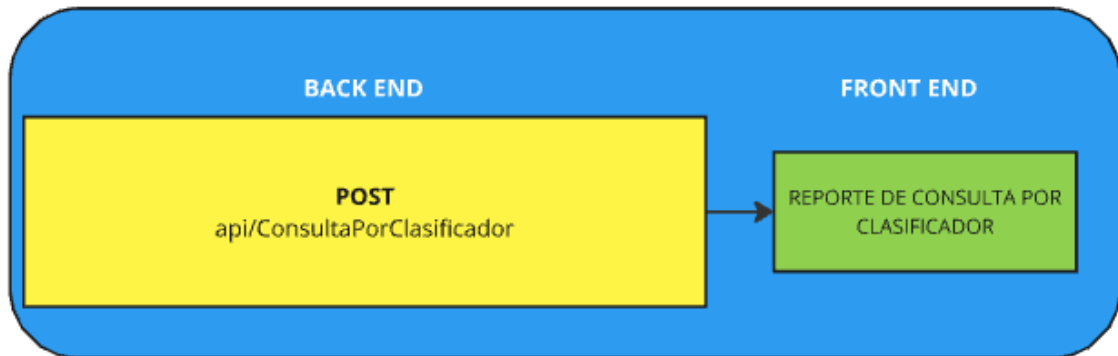 BACK END
FRONT END
POST
api/ConsultaPorClasificador
REPORTE DE CONSULTA POR
CLASIFICADOR